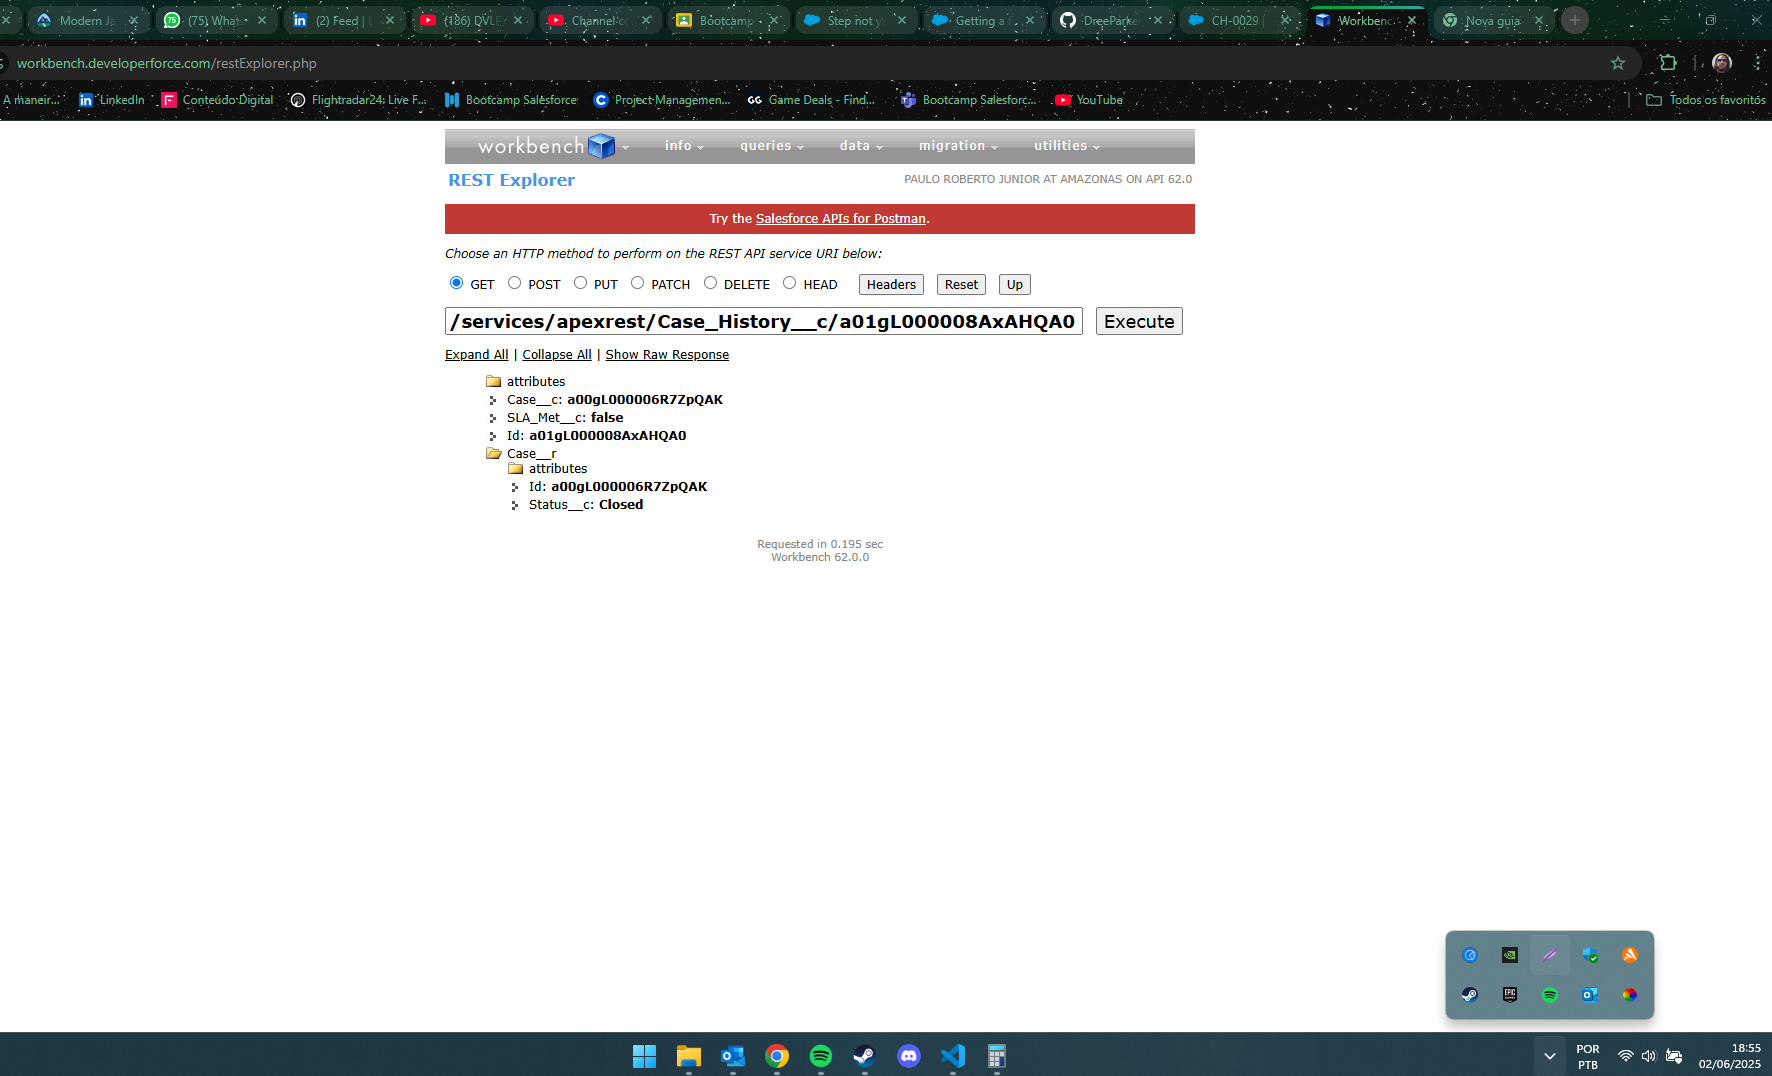 Modern Ja
(75) What
(2) Feed | L
(186) DVLE
Channel co
Bootcamp
Step not y
Getting a
DreeParke
CH-0029 |
Workbenc
Nova guia
workbench.developerforce.com/restExplorer.php
A maneir...
LinkedIn
Conteúdo Digital
Flightradar24: Live F...
Bootcamp Salesforce
Project Managemen...
GG Game Deals - Find...
Bootcamp Salesforc...
YouTube
Todos os favoritos
workbench
info
queries
data
migration
utilities
REST Explorer
PAULO ROBERTO JUNIOR AT AMAZONAS ON API 62.0
Try the Salesforce APIs for Postman.
Choose an HTTP method to perform on the REST API service URI below:
GET POST PUT PATCH DELETE HEAD Headers Reset Up
/services/apexrest/Case_History__c/a01gL000008AxAHQA0 Execute
Expand All | Collapse All | Show Raw Response
attributes
Case__c: a00gL000006R7ZpQAK
SLA_Met__c: false
Id: a01gL000008AxAHQA0
Case__r
attributes
Id: a00gL000006R7ZpQAK
Status__c: Closed
Requested in 0.195 sec
Workbench 62.0.0
POR
PTB
18:55
02/06/2025